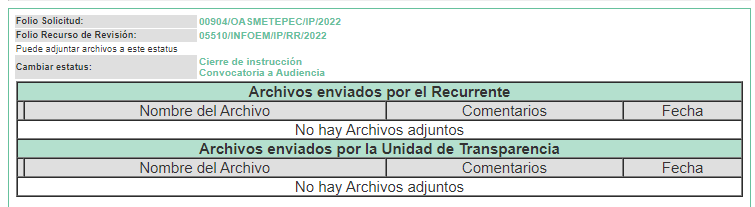 Folio Solicitud: 00904/OASMETEPEC/IP/2022
Folio Recurso de Revisión: 05510/INFOEM/IP/RR/2022
Puede adjuntar archivos a este estatus
Cambiar estatus: Cierre de instrucción
Convocatoria a Audiencia
Archivos enviados por el Recurrente
Nombre del Archivo Comentarios Fecha
No hay Archivos adjuntos
Archivos enviados por la Unidad de Transparencia
Nombre del Archivo Comentarios Fecha
No hay Archivos adjuntos